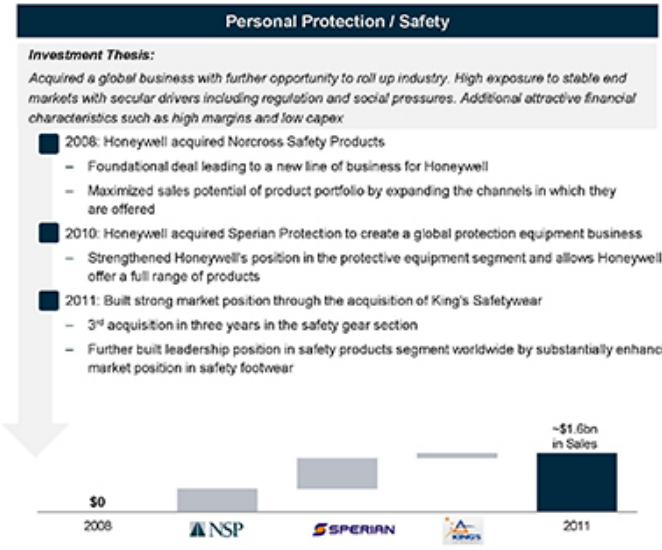 Personal Protection / Safety
Investment Thesis:
Acquired a global business with further opportunity to roll up industry. High exposure to stable end
markets with secular drivers including regulation and social pressures. Additional attractive financial
characteristics such as high margins and low capex
2008: Honeywell acquired Norcross Safety Products
– Foundational deal leading to a new line of business for Honeywell
– Maximized sales potential of product portfolio by expanding the channels in which they
are offered
2010: Honeywell acquired Sperian Protection to create a global protection equipment business
– Strengthened Honeywell's position in the protective equipment segment and allows Honeywell
offer a full range of products
2011: Built strong market position through the acquisition of King's Safetywear
– 3rd acquisition in three years in the safety gear section
– Further built leadership position in safety products segment worldwide by substantially enhanc
market position in safety footwear
~$1.6bn
in Sales
$0
2008
NSP
SPERIAN
KING'S
2011